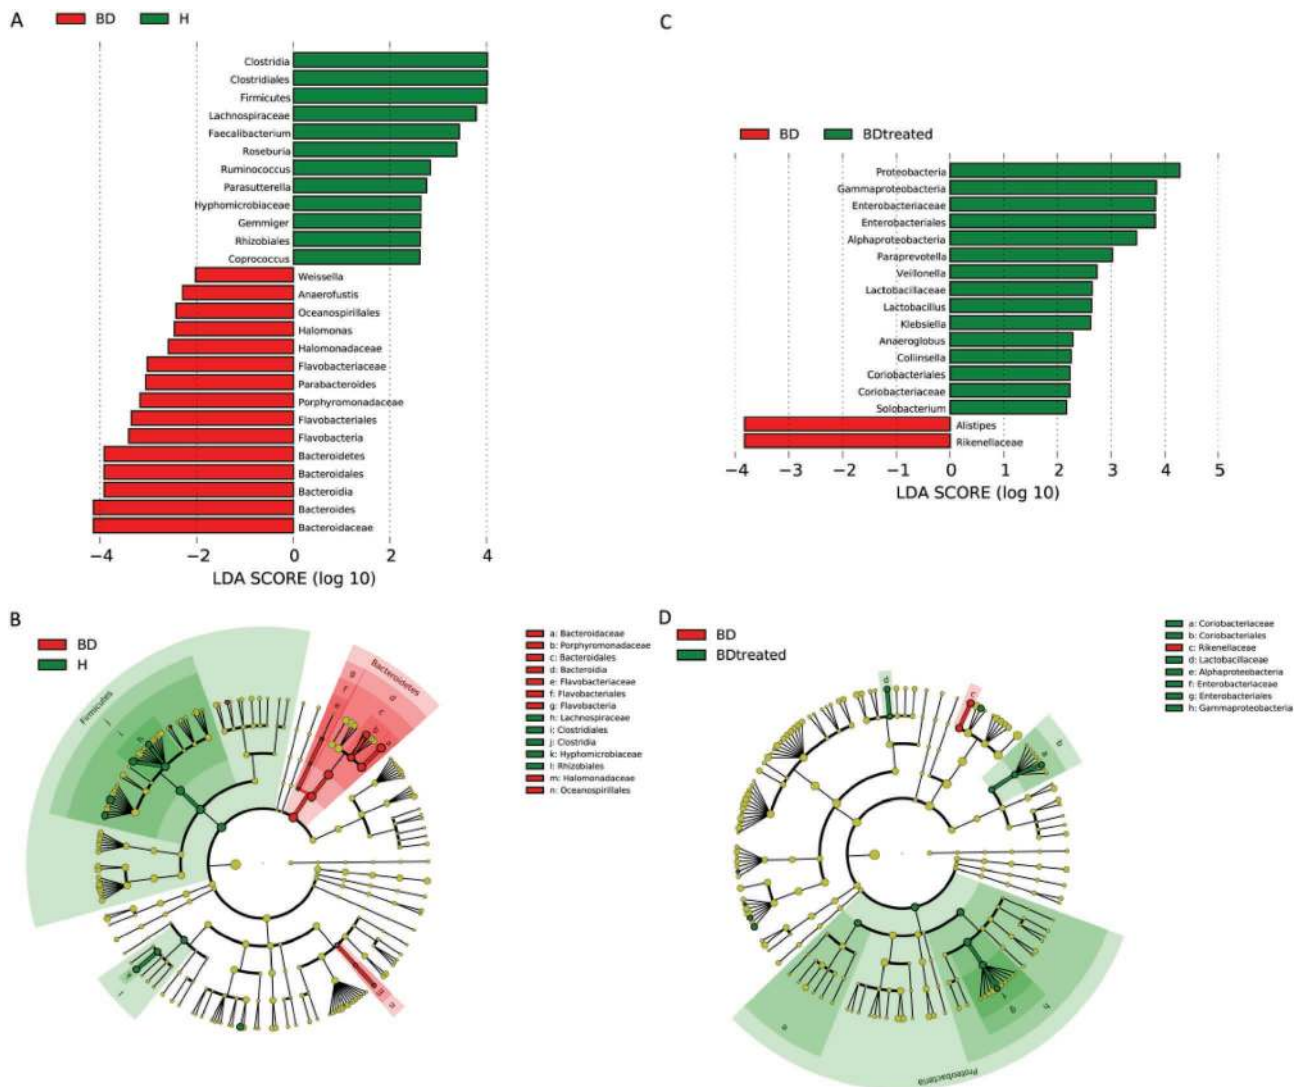 A
BD
H
Clostridia
Clostridiales
Firmicutes
Lachnospiraceae
Faecalibacterium
Roseburia
Ruminococcus
Parasutterella
Hyphomicrobiaceae
Gemmiger
Rhizobiales
Coprococcus
Weissella
Anaerofustis
Oceanospirillales
Halomonas
Halomonadaceae
Flavobacteriaceae
Parabacteroides
Porphyromonadaceae
Flavobacteriales
Flavobacteria
Bacteroidetes
Bacteroidales
Bacteroidia
Bacteroides
Bacteroidaceae
−4 −2 0 2 4
LDA SCORE (log 10)
C
BD
BDtreated
Proteobacteria
Gammaproteobacteria
Enterobacteriaceae
Enterobacteriales
Alphaproteobacteria
Paraprevotella
Veillonella
Lactobacillaceae
Lactobacillus
Klebsiella
Anaeroglobus
Collinsella
Coriobacteriales
Coriobacteriaceae
Solobacterium
Alistipes
Rikenellaceae
−4 −3 −2 −1 0 1 2 3 4 5
LDA SCORE (log 10)
B
BD
H
Firmicutes
Bacteroidetes
a: Bacteroidaceae
b: Porphyromonadaceae
c: Bacteroidales
d: Bacteroidia
e: Flavobacteriaceae
f: Flavobacteriales
g: Flavobacteria
h: Lachnospiraceae
i: Clostridiales
j: Clostridia
k: Hyphomicrobiaceae
l: Rhizobiales
m: Halomonadaceae
n: Oceanospirillales
D
BD
BDtreated
d
c
a
b
e
f
g
h
Proteobacteria
a: Coriobacteriaceae
b: Coriobacteriales
c: Rikenellaceae
d: Lactobacillaceae
e: Alphaproteobacteria
f: Enterobacteriaceae
g: Enterobacteriales
h: Gammaproteobacteria